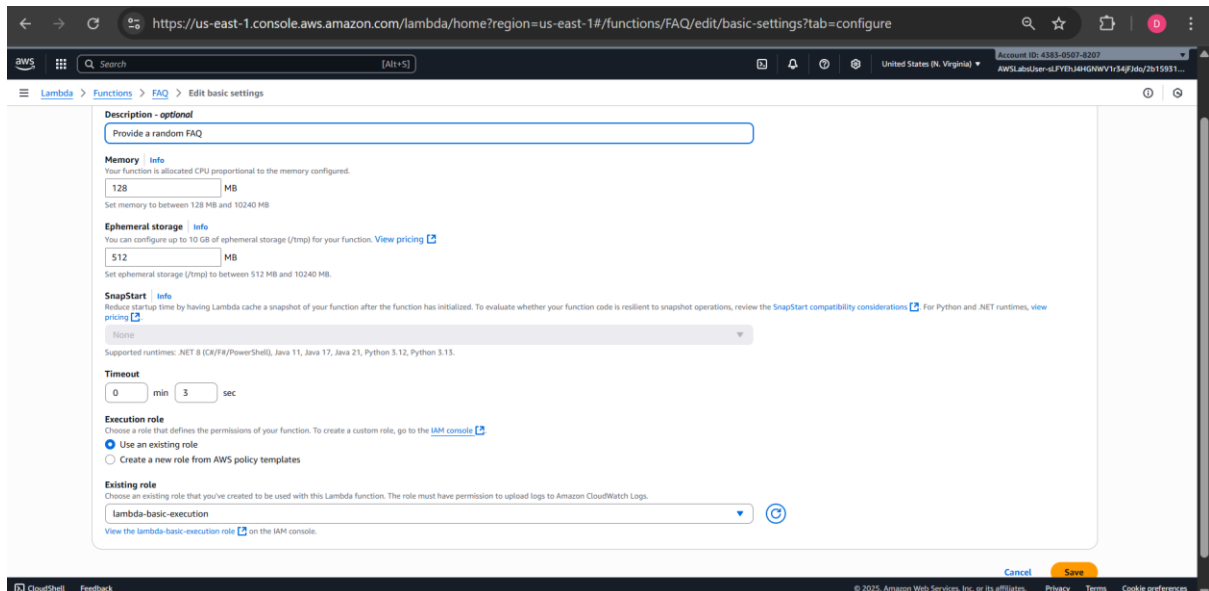 https://us-east-1.console.aws.amazon.com/lambda/home?region=us-east-1#/functions/FAQ/edit/basic-settings?tab=configure
D
aws
Search [Alt+S]
United States (N. Virginia)
Account ID: 4383-0507-8207
Lambda > Functions > FAQ > Edit basic settings
Description - optional
Provide a random FAQ
Memory Info
Your function is allocated CPU proportional to the memory configured.
128 MB
Set memory to between 128 MB and 10240 MB
Ephemeral storage Info
You can configure up to 10 GB of ephemeral storage (/tmp) for your function. View pricing
512 MB
Set ephemeral storage (/tmp) to between 512 MB and 10240 MB.
SnapStart Info
Reduce startup time by having Lambda cache a snapshot of your function after the function has initialized. To evaluate whether your function code is resilient to snapshot operations, review the SnapStart compatibility considerations. For Python and .NET runtimes, view
pricing.
None
Supported runtimes: .NET 8 (C#/F#/PowerShell), Java 11, Java 17, Java 21, Python 3.12, Python 3.13.
Timeout
0 min 3 sec
Execution role
Choose a role that defines the permissions of your function. To create a custom role, go to the IAM console.
Use an existing role
Create a new role from AWS policy templates
Existing role
Choose an existing role that you've created to be used with this Lambda function. The role must have permission to upload logs to Amazon CloudWatch Logs.
lambda-basic-execution
View the lambda-basic-execution role on the IAM console.
Cancel Save
CloudShell Feedback © 2025, Amazon Web Services, Inc. or its affiliates. Privacy Terms Cookie preferences